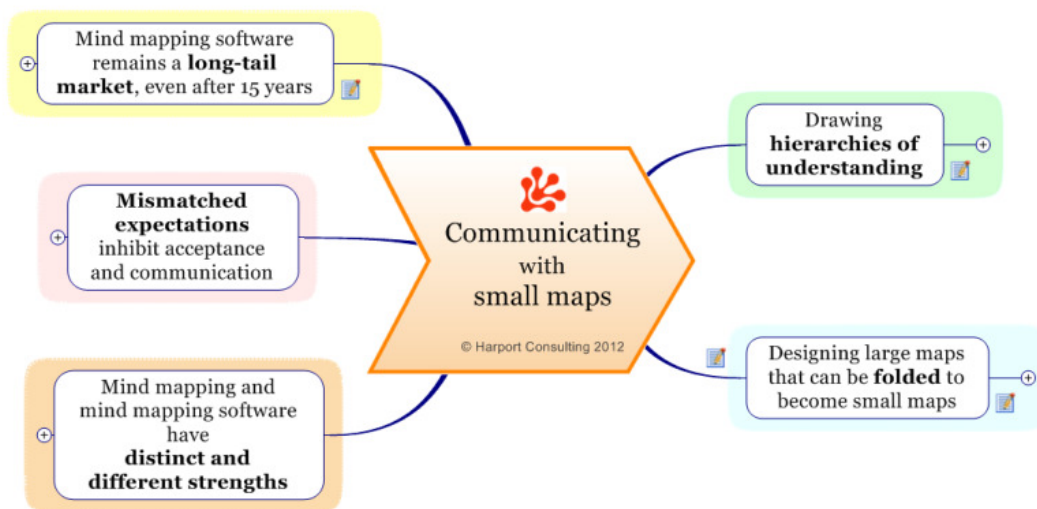 Mind mapping software
remains a long-tail
market, even after 15 years
Mismatched
expectations
inhibit acceptance
and communication
Mind mapping and
mind mapping software
have
distinct and
different strengths
Communicating
with
small maps
© Harport Consulting 2012
Drawing
hierarchies of
understanding
Designing large maps
that can be folded to
become small maps